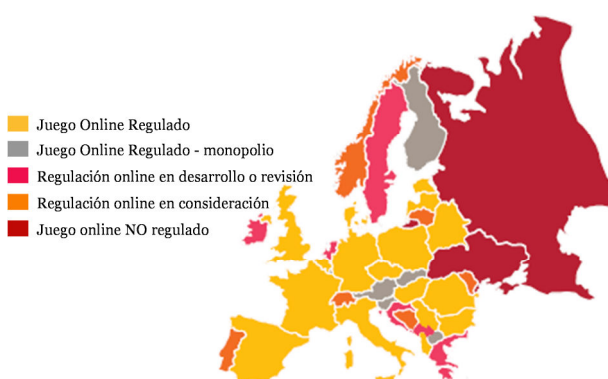 Juego Online Regulado
Juego Online Regulado - monopolio
Regulación online en desarrollo o revisión
Regulación online en consideración
Juego online NO regulado